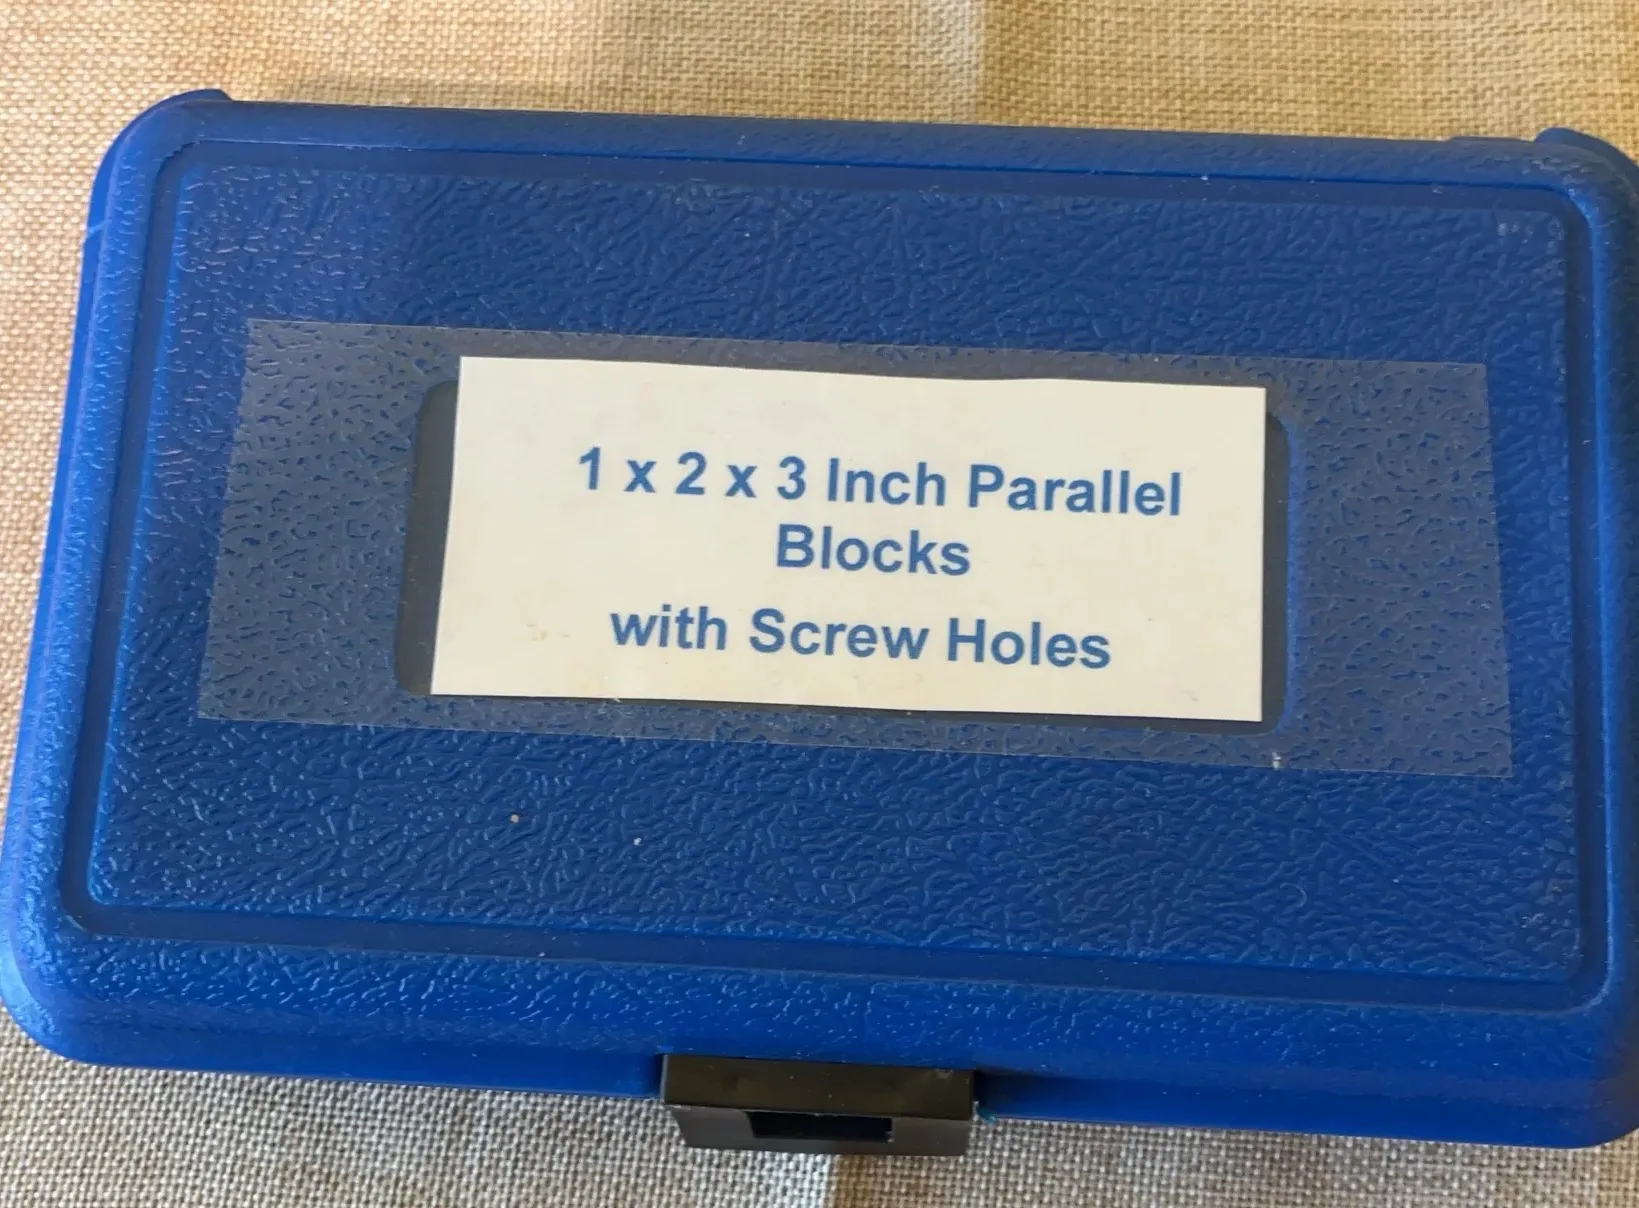 1 x 2 x 3 Inch Parallel
Blocks
with Screw Holes